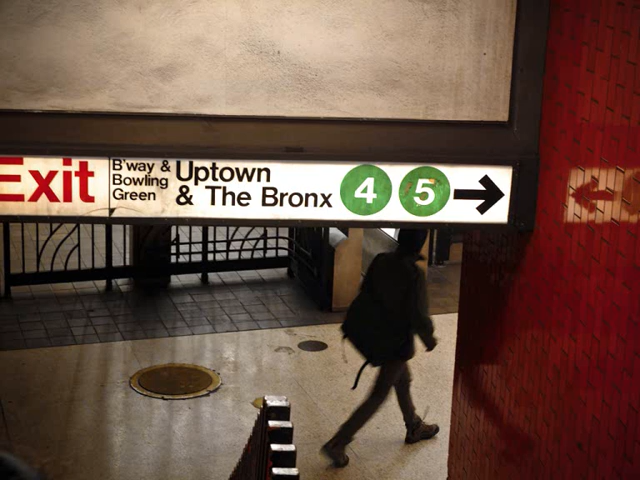 Exit
B'way &
Bowling
Green
Uptown
& The Bronx
4 5